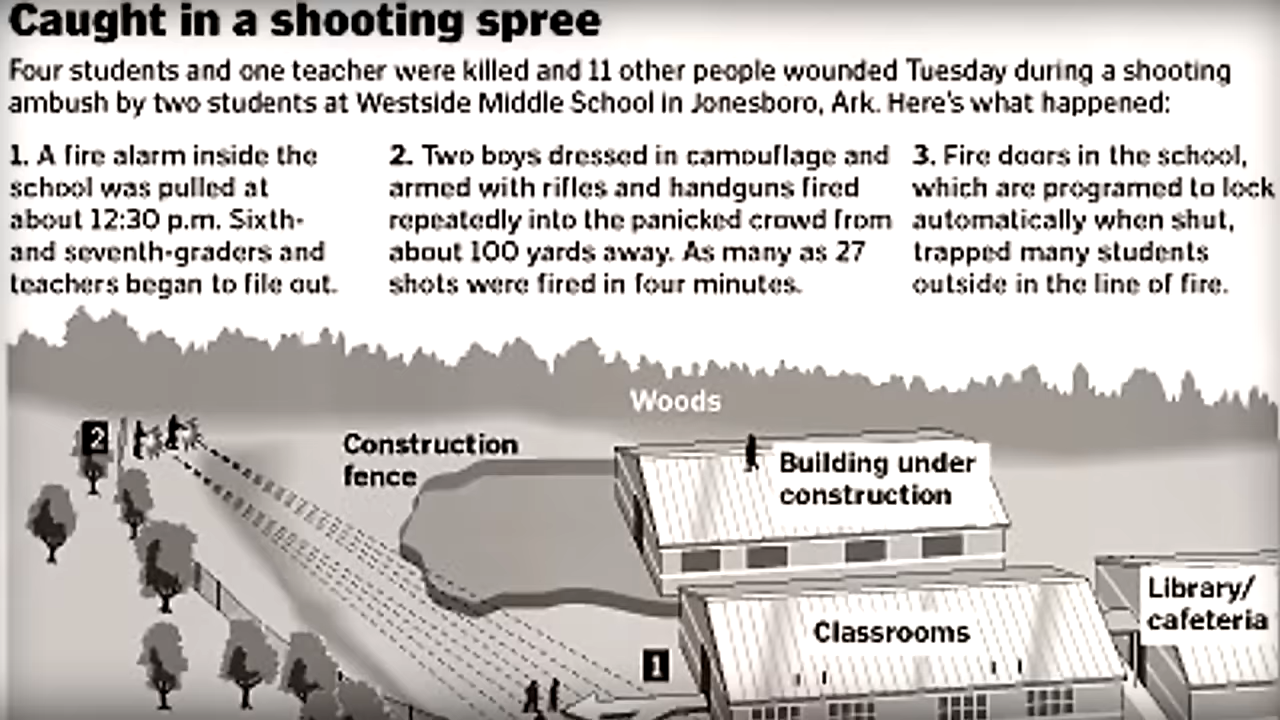 Caught in a shooting spree
Four students and one teacher were killed and 11 other people wounded Tuesday during a shooting
ambush by two students at Westside Middle School in Jonesboro, Ark. Here's what happened:
1. A fire alarm inside the
school was pulled at
about 12:30 p.m. Sixth-
and seventh-graders and
teachers began to file out.
2. Two boys dressed in camouflage and
armed with rifles and handguns fired
repeatedly into the panicked crowd from
about 100 yards away. As many as 27
shots were fired in four minutes.
3. Fire doors in the school,
which are programed to lock
automatically when shut,
trapped many students
outside in the line of fire.
Woods
2
Construction
fence
Building under
construction
Library/
cafeteria
Classrooms
1